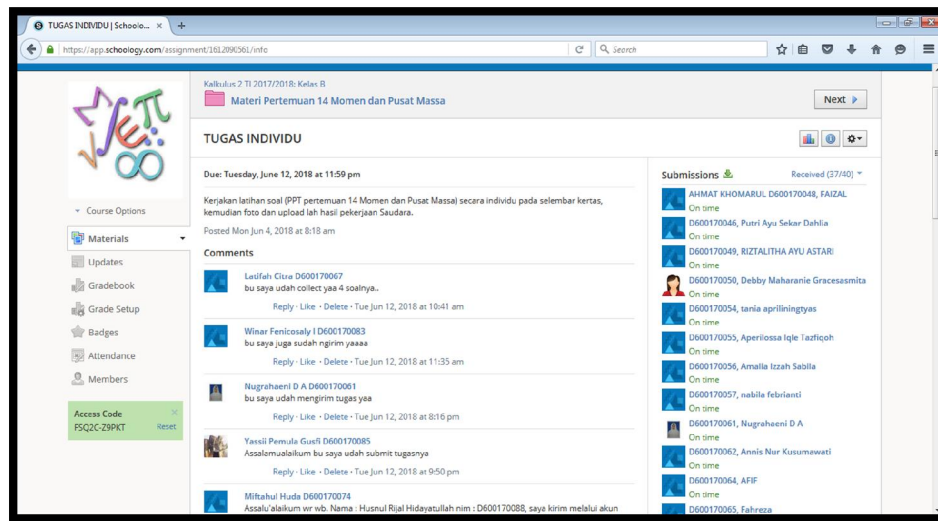 TUGAS INDIVIDU | Schoolo... × +
https://app.schoology.com/assignment/1612090561/info
Search
Kalkulus 2 TI 2017/2018: Kelas B
Materi Pertemuan 14 Momen dan Pusat Massa
Next
TUGAS INDIVIDU
Due: Tuesday, June 12, 2018 at 11:59 pm
Kerjakan latihan soal (PPT pertemuan 14 Momen dan Pusat Massa) secara individu pada selembar kertas,
kemudian foto dan upload lah hasil pekerjaan Saudara.
Posted Mon Jun 4, 2018 at 8:18 am
Comments
Latifah Citra D600170067
bu saya udah collect yaa 4 soalnya..
Reply · Like · Delete · Tue Jun 12, 2018 at 10:41 am
Winar Fenicosaly I D600170083
bu saya juga sudah ngirim yaaaa
Reply · Like · Delete · Tue Jun 12, 2018 at 11:35 am
Nugrahaeni D A D600170061
bu saya udah mengirim tugas yaa
Reply · Like · Delete · Tue Jun 12, 2018 at 8:16 pm
Yassii Pemula Gusfi D600170085
Assalamualaikum bu saya udah submit tugasnya
Reply · Like · Delete · Tue Jun 12, 2018 at 9:50 pm
Miftahul Huda D600170074
Assalu'alaikum wr wb. Nama : Husnul Rijal Hidayatullah nim : D600170088, saya kirim melalui akun
Course Options
Materials
Updates
Gradebook
Grade Setup
Badges
Attendance
Members
Access Code ×
FSQ2C-Z9PKT Reset
Submissions Received (37/40)
AHMAT KHOMARUL D600170048, FAIZAL
On time
D600170046, Putri Ayu Sekar Dahlia
On time
D600170049, RIZTALITHA AYU ASTARI
On time
D600170050, Debby Maharanie Gracesasmita
On time
D600170054, tania apriliningtyas
On time
D600170055, Aperilossa Iqle Tazfiqoh
On time
D600170056, Amalia Izzah Sabila
On time
D600170057, nabila febrianti
On time
D600170061, Nugrahaeni D A
On time
D600170062, Annis Nur Kusumawati
On time
D600170064, AFIF
On time
D600170065, Fahreza